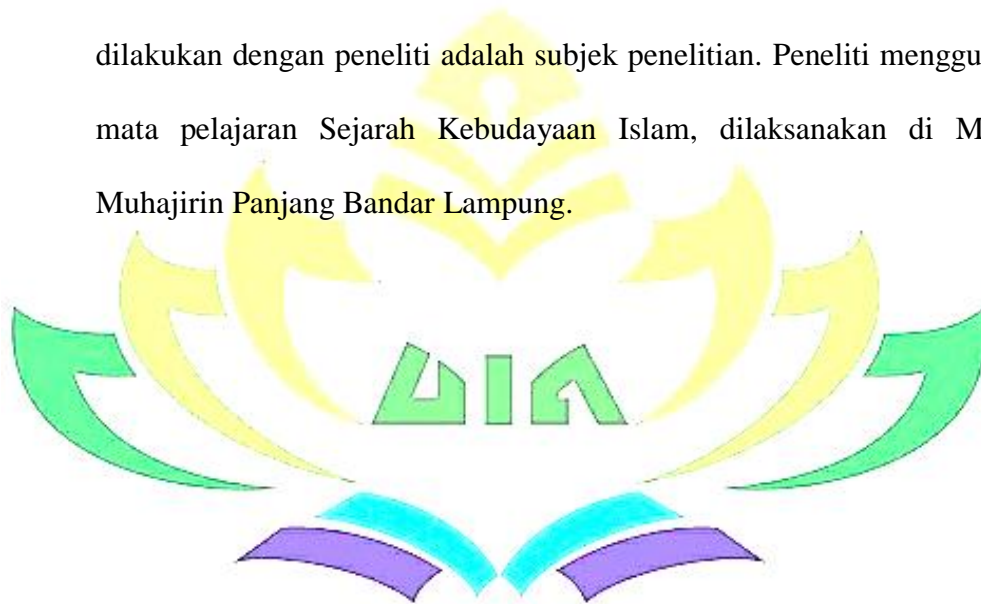 dilakukan dengan peneliti adalah subjek penelitian. Peneliti menggu
mata pelajaran Sejarah Kebudayaan Islam, dilaksanakan di M
Muhajirin Panjang Bandar Lampung.
UIN